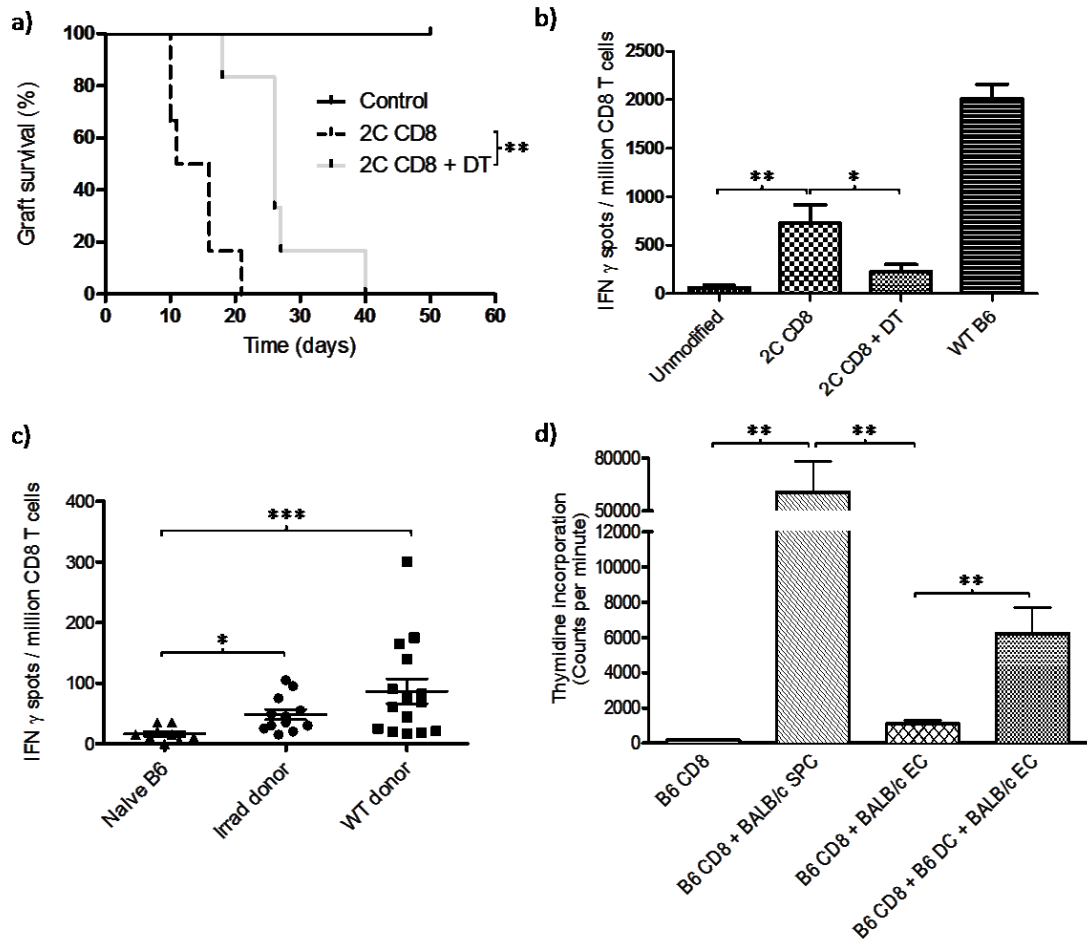 a)
Graft survival (%)
100
80
60
40
20
0
Control
2C CD8
2C CD8 + DT
**
0 10 20 30 40 50 60
Time (days)
b)
IFN γ spots / million CD8 T cells
2500
2000
1500
1000
500
0
** *
Unmodified
2C CD8
2C CD8 + DT
WT B6
c)
IFN γ spots / million CD8 T cells
400
300
200
100
0
***
*
Naive B6
Irrad donor
WT donor
d)
Thymidine incorporation
(Counts per minute)
80000
50000
12000
10000
8000
6000
4000
2000
0
** **
**
B6 CD8
B6 CD8 + BALB/c SPC
B6 CD8 + BALB/c EC
B6 CD8 + B6 DC + BALB/c EC